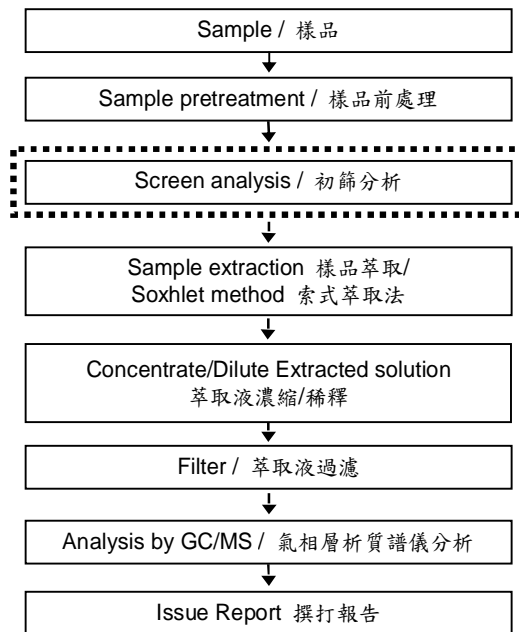 Sample / 樣品
Sample pretreatment / 樣品前處理
Screen analysis / 初篩分析
Sample extraction 樣品萃取/
Soxhlet method 索式萃取法
Concentrate/Dilute Extracted solution
萃取液濃縮/稀釋
Filter / 萃取液過濾
Analysis by GC/MS / 氣相層析質譜儀分析
Issue Report 撰打報告